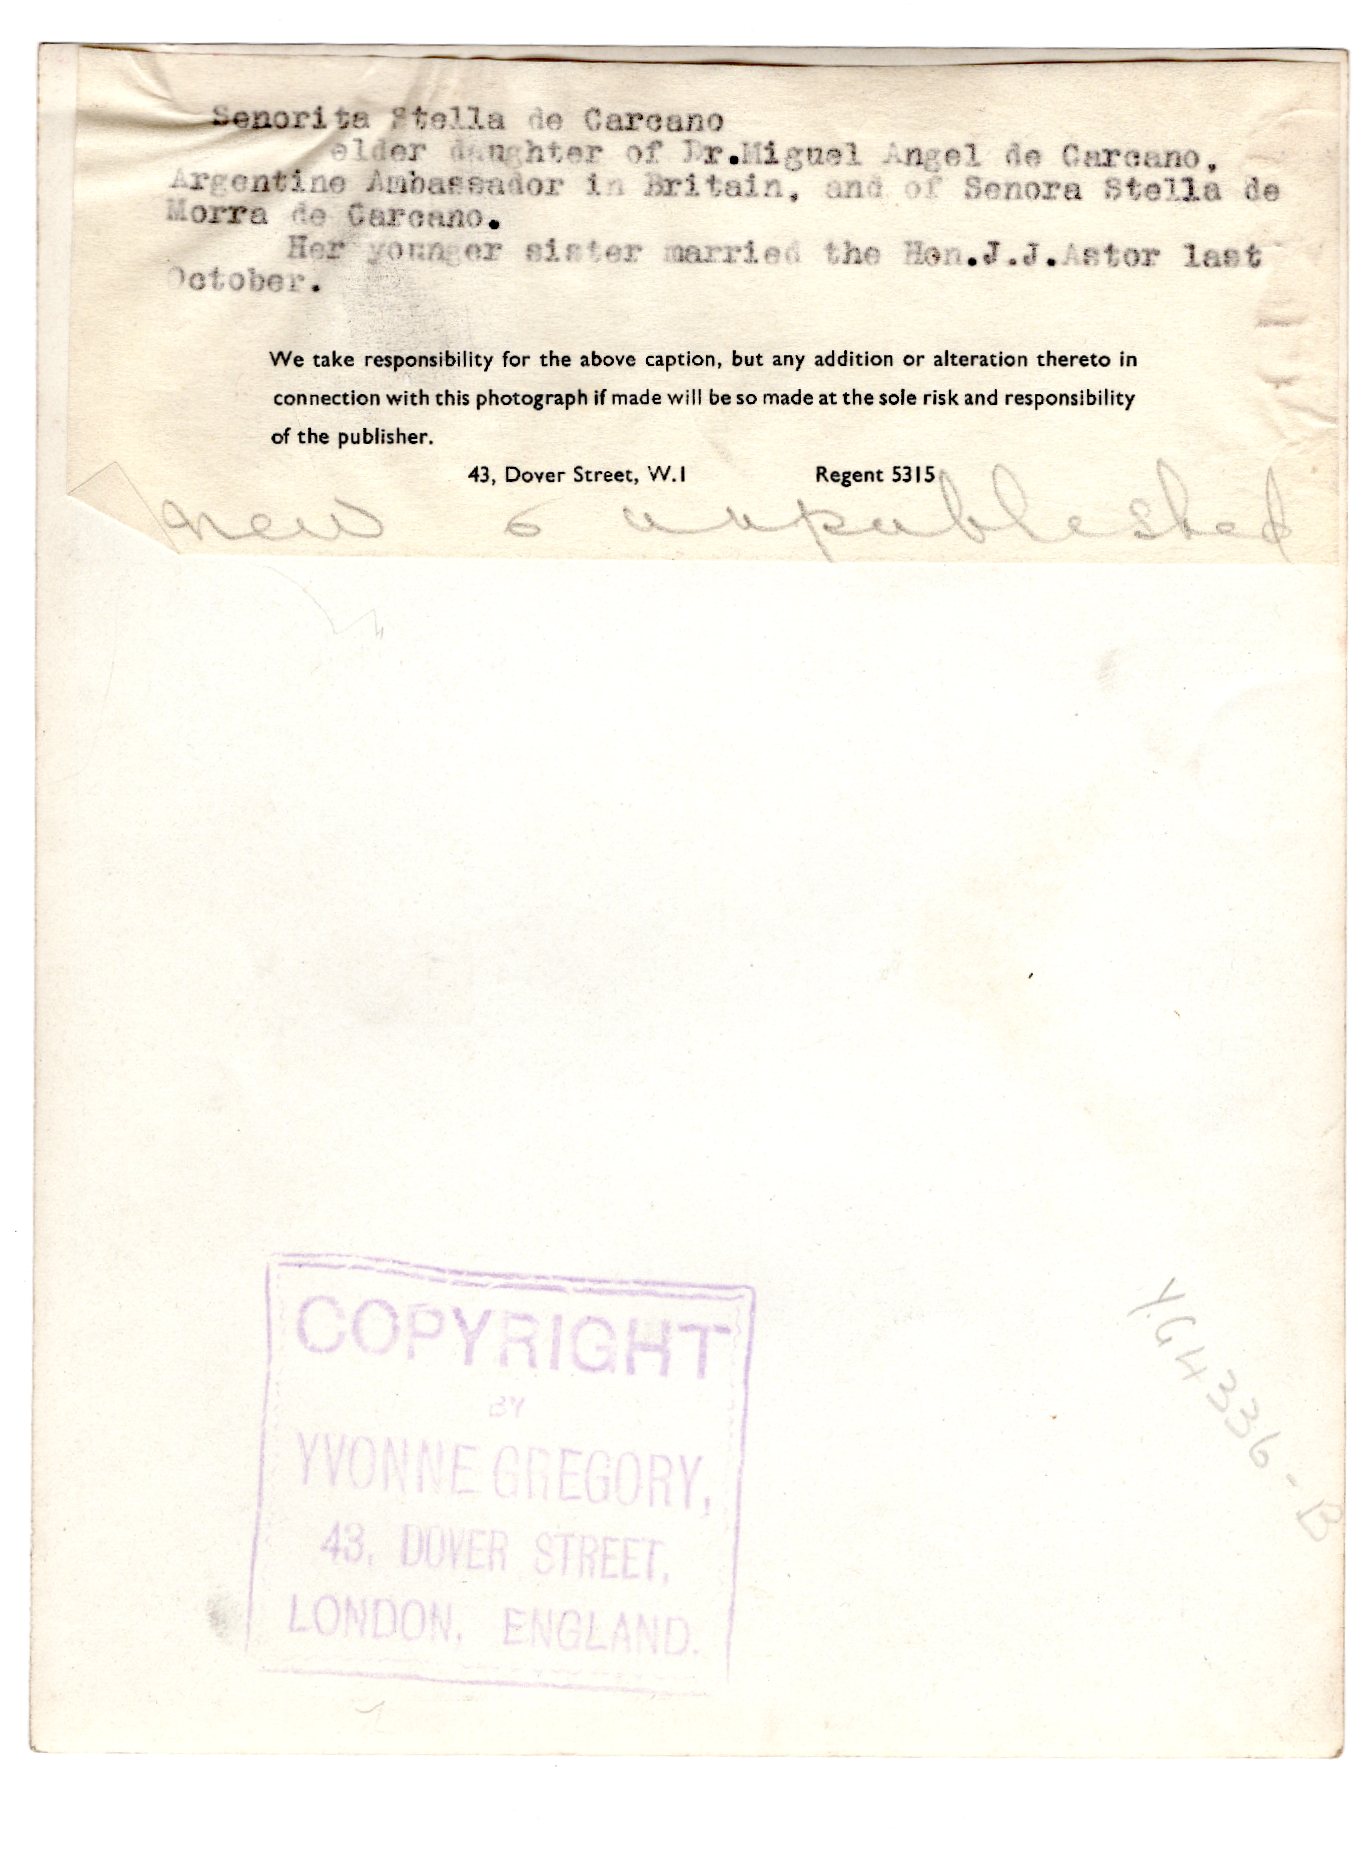 Senorita Stella de Carcano
elder daughter of Dr.Miguel Angel de Carcano,
Argentine Ambassador in Britain, and of Senora Stella de
Morra de Carcano.
Her younger sister married the Hon.J.J.Astor last
October.
We take responsibility for the above caption, but any addition or alteration thereto in
connection with this photograph if made will be so made at the sole risk and responsibility
of the publisher.
43, Dover Street, W.1 Regent 5315
new & unpublished
COPYRIGHT
BY
YVONNE GREGORY,
43, DOVER STREET,
LONDON, ENGLAND.
Y.G4336-B